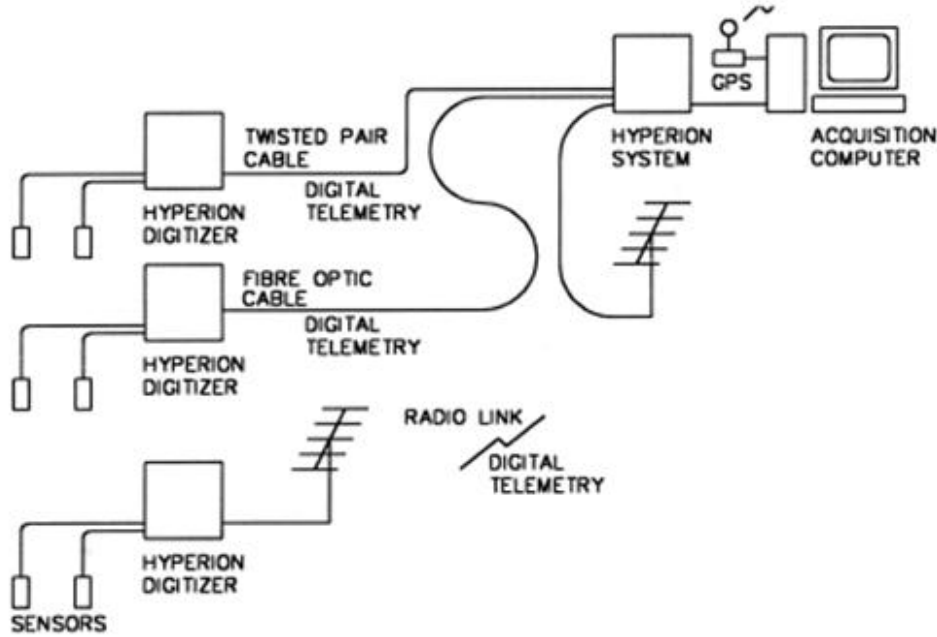 GPS
HYPERION
SYSTEM
ACQUISITION
COMPUTER
TWISTED PAIR
CABLE
DIGITAL
TELEMETRY
HYPERION
DIGITIZER
FIBRE OPTIC
CABLE
DIGITAL
TELEMETRY
HYPERION
DIGITIZER
RADIO LINK
DIGITAL
TELEMETRY
HYPERION
DIGITIZER
SENSORS